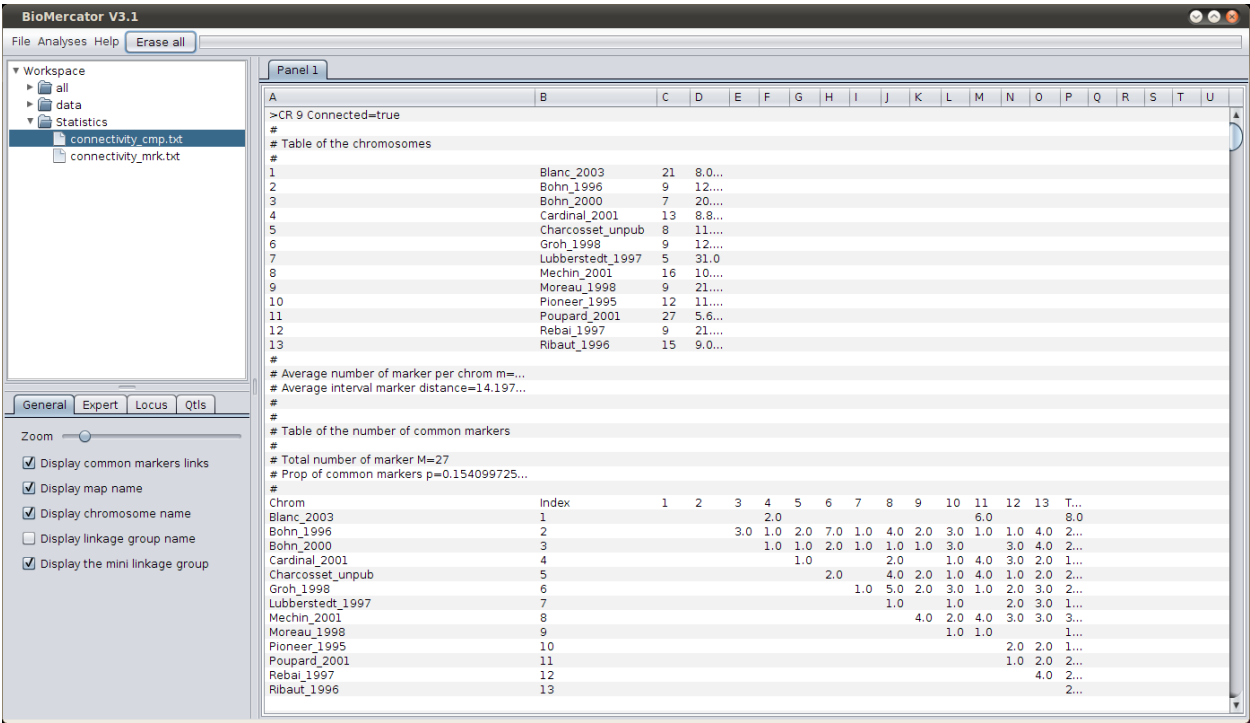 BioMercator V3.1
File Analyses Help Erase all
Workspace
all
data
Statistics
connectivity_cmp.txt
connectivity_mrk.txt
General Expert Locus Qtls
Zoom
Display common markers links
Display map name
Display chromosome name
Display linkage group name
Display the mini linkage group
Panel 1
A B C D E F G H I J K L M N O P Q R S T U
>CR 9 Connected=true
#
# Table of the chromosomes
#
1 Blanc_2003 21 8.0...
2 Bohn_1996 9 12....
3 Bohn_2000 7 20....
4 Cardinal_2001 13 8.8...
5 Charcosset_unpub 8 11....
6 Groh_1998 9 12....
7 Lubberstedt_1997 5 31.0
8 Mechin_2001 16 10....
9 Moreau_1998 9 21....
10 Pioneer_1995 12 11....
11 Poupard_2001 27 5.6...
12 Rebai_1997 9 21....
13 Ribaut_1996 15 9.0...
#
# Average number of marker per chrom m=...
# Average interval marker distance=14.197...
#
#
# Table of the number of common markers
#
# Total number of marker M=27
# Prop of common markers p=0.154099725...
#
Chrom Index 1 2 3 4 5 6 7 8 9 10 11 12 13 T...
Blanc_2003 1 2.0 6.0 8.0
Bohn_1996 2 3.0 1.0 2.0 7.0 1.0 4.0 2.0 3.0 1.0 1.0 4.0 2...
Bohn_2000 3 1.0 1.0 2.0 1.0 1.0 1.0 3.0 3.0 4.0 2...
Cardinal_2001 4 1.0 2.0 1.0 4.0 3.0 2.0 1...
Charcosset_unpub 5 2.0 4.0 2.0 1.0 4.0 1.0 2.0 2...
Groh_1998 6 1.0 5.0 2.0 3.0 1.0 2.0 3.0 2...
Lubberstedt_1997 7 1.0 1.0 2.0 3.0 1...
Mechin_2001 8 4.0 2.0 4.0 3.0 3.0 3...
Moreau_1998 9 1.0 1.0 1...
Pioneer_1995 10 2.0 2.0 1...
Poupard_2001 11 1.0 2.0 2...
Rebai_1997 12 4.0 2...
Ribaut_1996 13 2...